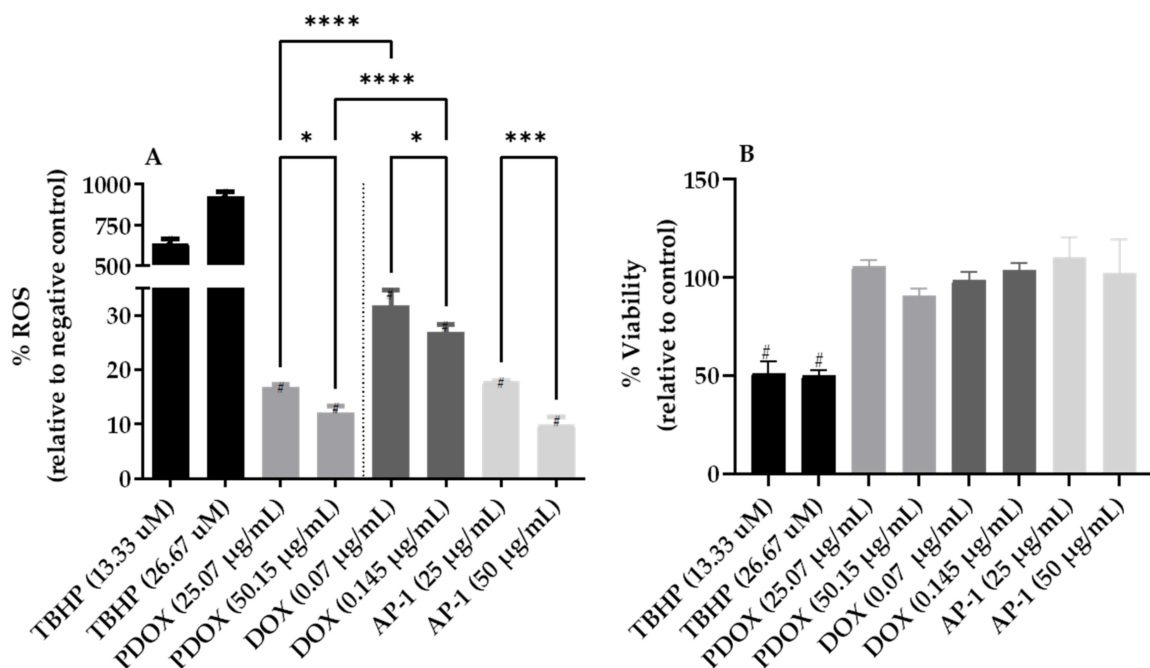 ****
****
*
*
***
A
% ROS
(relative to negative control)
1000
750
500
30
20
10
0
#
#
#
#
#
#
TBHP (13.33 uM)
TBHP (26.67 uM)
PDOX (25.07 µg/mL)
PDOX (50.15 µg/mL)
DOX (0.07 µg/mL)
DOX (0.145 µg/mL)
AP-1 (25 µg/mL)
AP-1 (50 µg/mL)
B
% Viability
(relative to control)
150
100
50
0
#
#
TBHP (13.33 uM)
TBHP (26.67 uM)
PDOX (25.07 µg/mL)
PDOX (50.15 µg/mL)
DOX (0.07 µg/mL)
DOX (0.145 µg/mL)
AP-1 (25 µg/mL)
AP-1 (50 µg/mL)